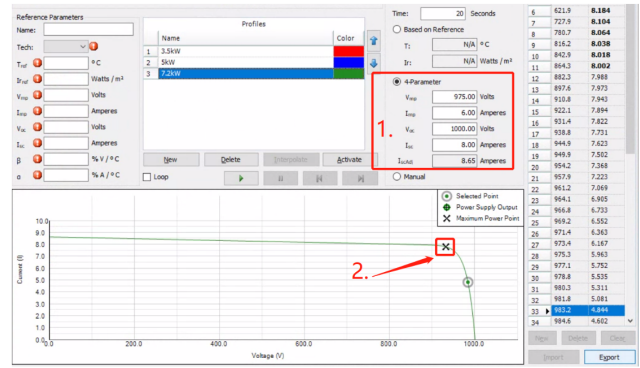 Reference Parameters
Name:
Tech:
Tref °C
Irref Watts / m²
Vmp Volts
Imp Amperes
Voc Volts
Isc Amperes
β % V / °C
α % A / °C
Profiles
Name Color
1 3.5kW
2 5kW
3 7.2kW
New Delete Interpolate Activate
Loop
Time: 20 Seconds
Based on Reference
T: N/A °C
Ir: N/A Watts / m²
4-Parameter
Vmp 975.00 Volts
Imp 6.00 Amperes
Voc 1000.00 Volts
Isc 8.00 Amperes
IscAdj 8.65 Amperes
Manual
1.
6 621.9 8.184
7 727.9 8.104
8 780.7 8.064
9 816.2 8.038
10 842.9 8.018
11 864.3 8.002
12 882.3 7.988
13 897.6 7.973
14 910.8 7.943
15 922.1 7.894
16 931.4 7.822
17 938.8 7.731
18 944.9 7.623
19 949.9 7.502
20 954.2 7.368
21 957.9 7.223
22 961.2 7.069
23 964.1 6.905
24 966.8 6.733
25 969.2 6.552
26 971.4 6.363
27 973.4 6.167
28 975.3 5.963
29 977.1 5.752
30 978.8 5.535
31 980.3 5.311
32 981.8 5.081
33 983.2 4.844
34 984.6 4.602
New Delete Clear
Import Export
Selected Point
Power Supply Output
Maximum Power Point
2.
Current (I)
10.0
9.0
8.0
7.0
6.0
5.0
4.0
3.0
2.0
1.0
0.0
0.0 200.0 400.0 600.0 800.0 1000.0
Voltage (V)